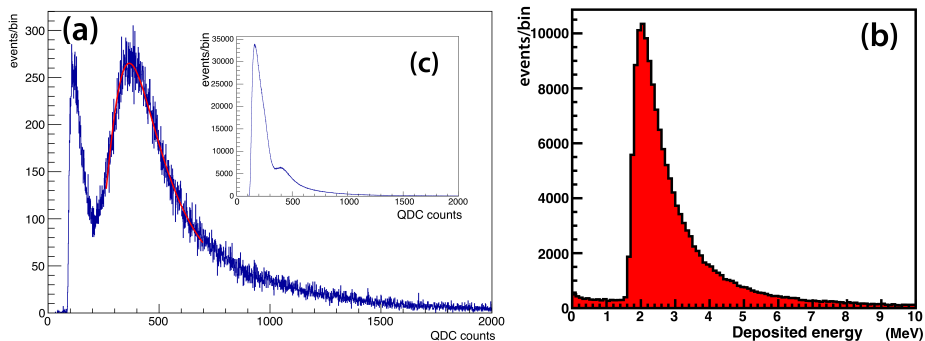 (a)
events/bin
300
250
200
150
100
50
0
0 500 1000 1500 2000
QDC counts
(c)
events/bin
35000
30000
25000
20000
15000
10000
5000
0
0 500 1000 1500 2000
QDC counts
(b)
events/bin
10000
8000
6000
4000
2000
0
0 1 2 3 4 5 6 7 8 9 10
Deposited energy (MeV)